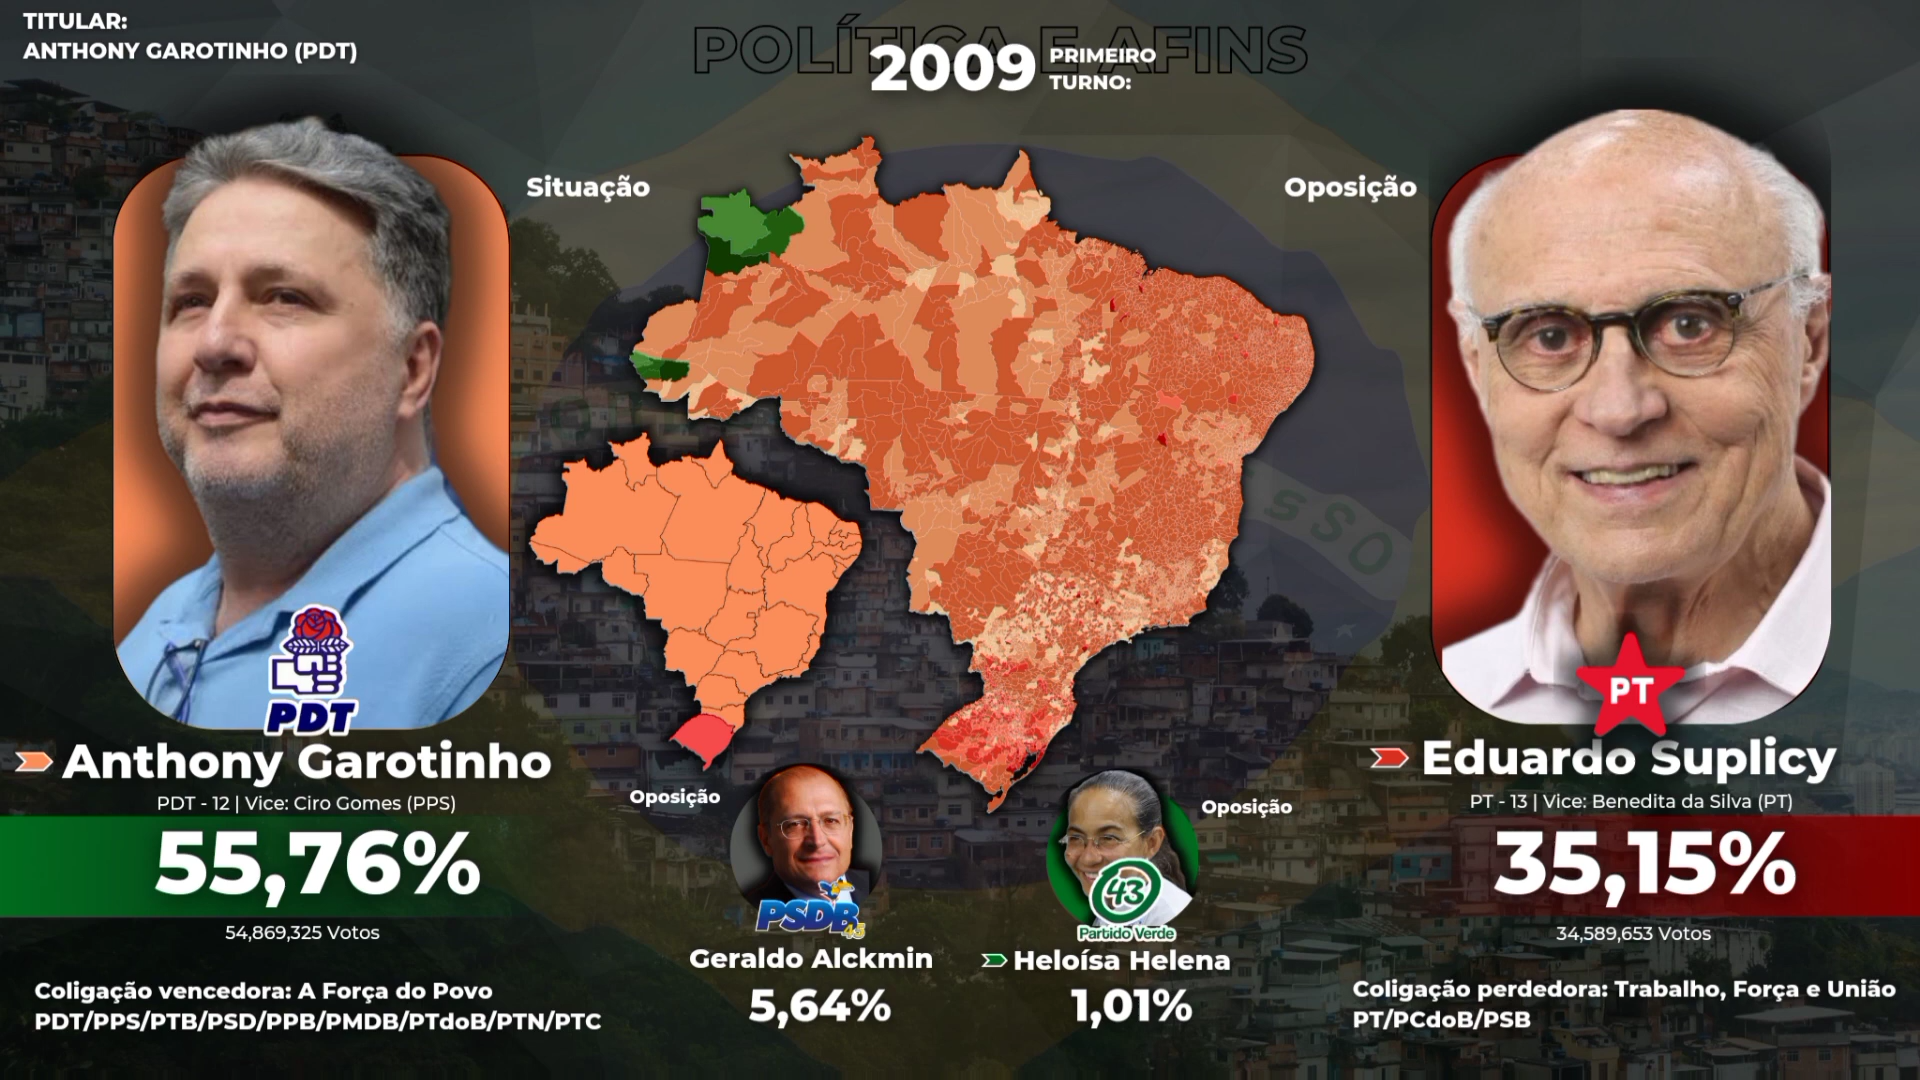 TITULAR:
ANTHONY GAROTINHO (PDT)
POLÍTICA E AFINS
2009 PRIMEIRO
TURNO:
Situação
Oposição
SSO
PDT
PT
Anthony Garotinho
PDT - 12 | Vice: Ciro Gomes (PPS)
55,76%
54,869,325 Votos
Coligação vencedora: A Força do Povo
PDT/PPS/PTB/PSD/PPB/PMDB/PTdoB/PTN/PTC
Oposição
PSDB
45
Geraldo Alckmin
5,64%
Oposição
43
Partido Verde
Heloísa Helena
1,01%
Eduardo Suplicy
PT - 13 | Vice: Benedita da Silva (PT)
35,15%
34,589,653 Votos
Coligação perdedora: Trabalho, Força e União
PT/PCdoB/PSB